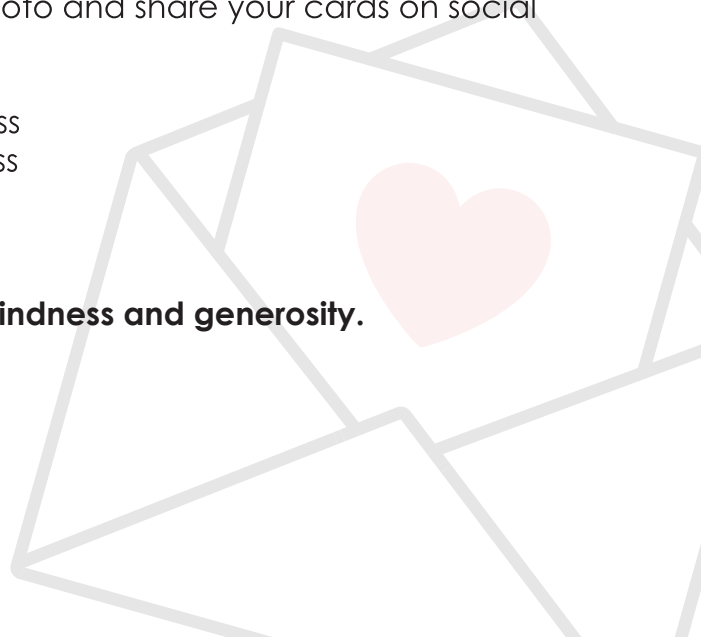 oto and share your cards on social
ss
ss
indness and generosity.